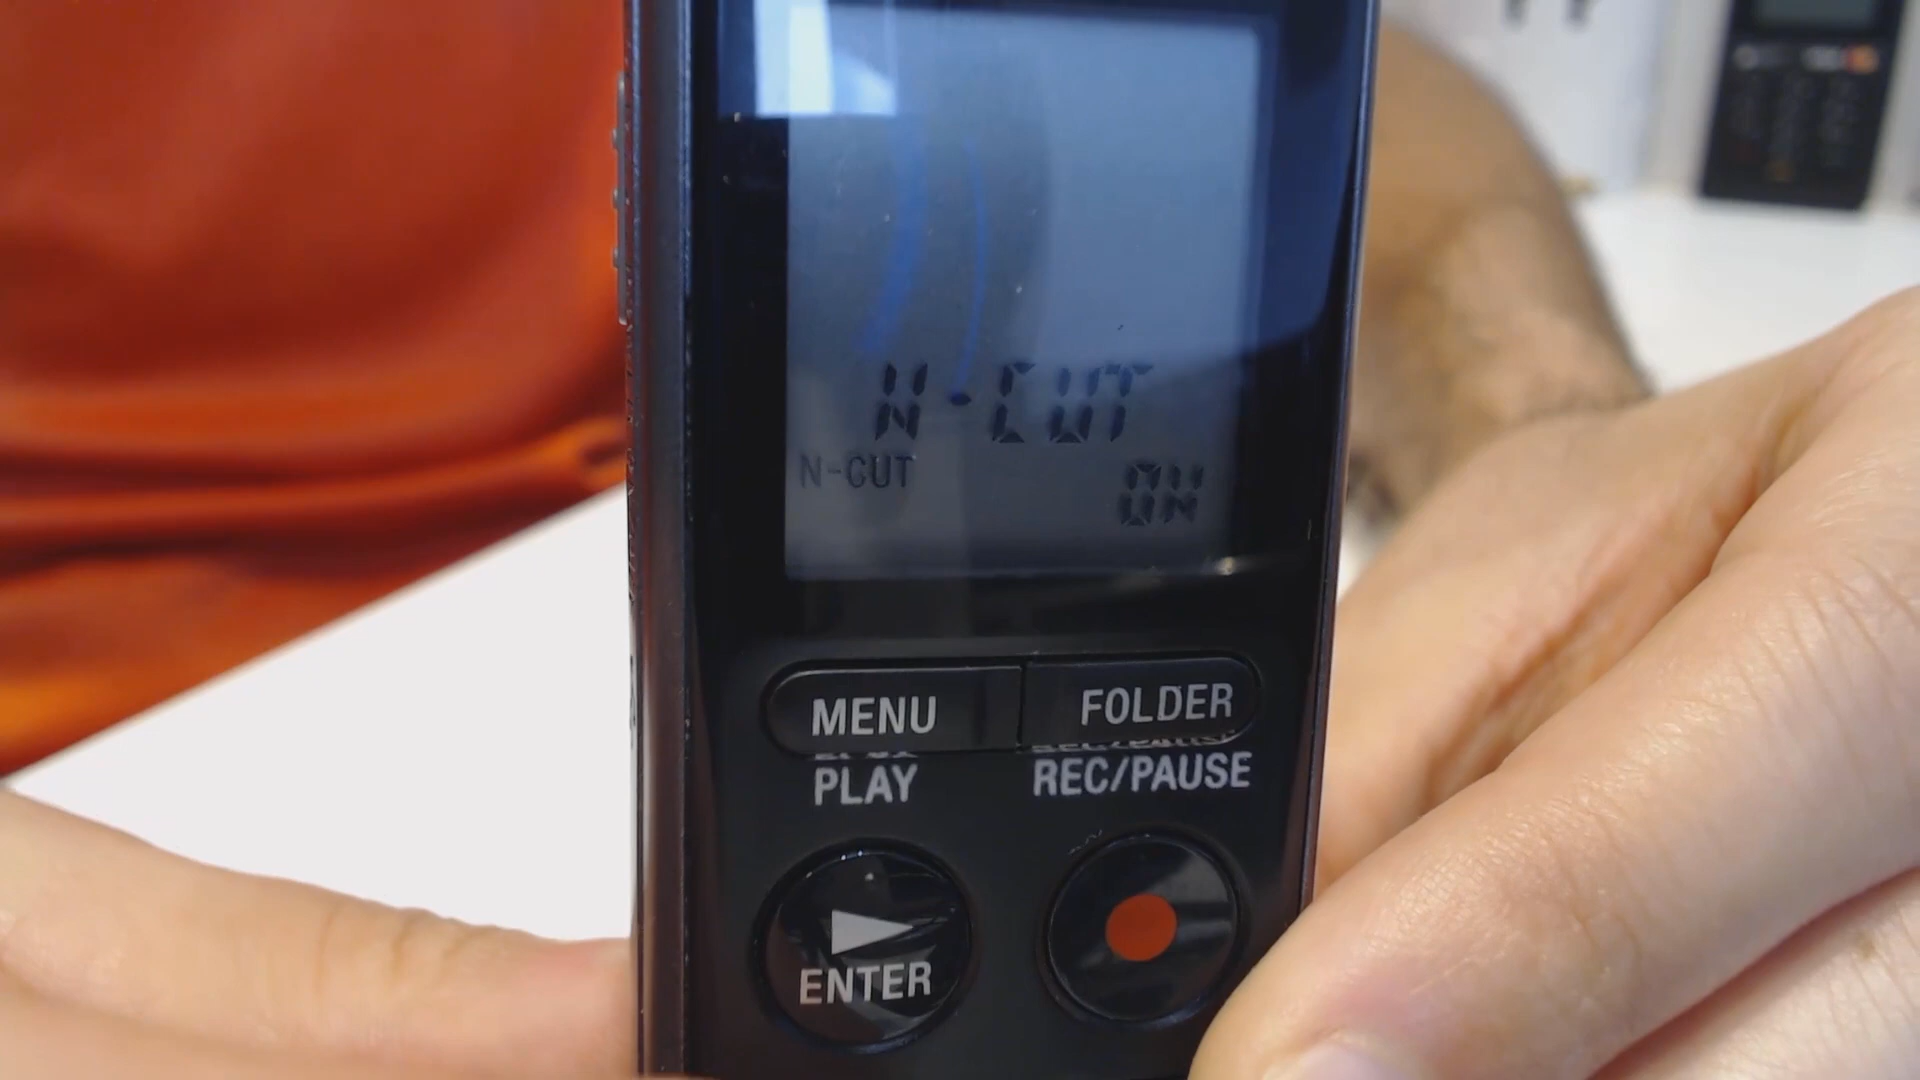 N-CUT
N-CUT ON
MENU FOLDER
PLAY REC/PAUSE
ENTER